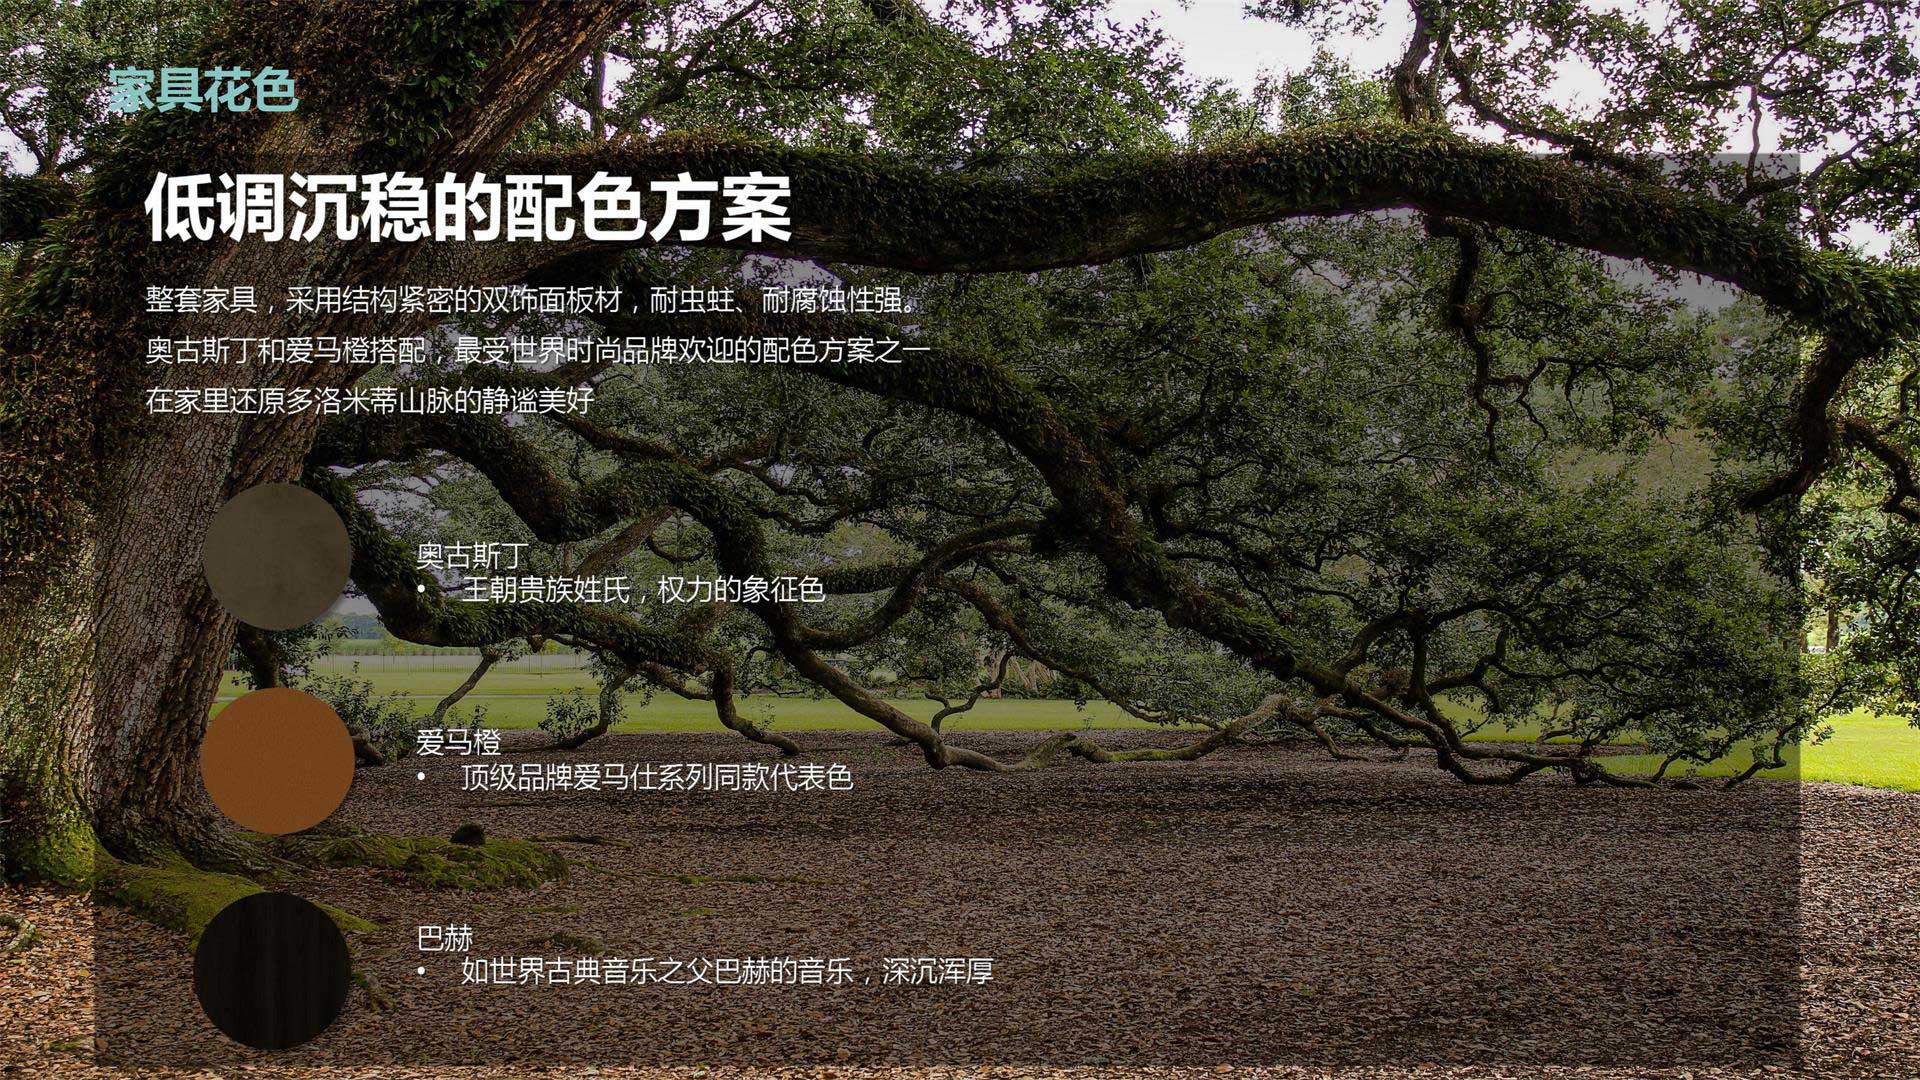 家具花色
低调沉稳的配色方案
整套家具，采用结构紧密的双饰面板材，耐虫蛀、耐腐蚀性强。
奥古斯丁和爱马橙搭配，最受世界时尚品牌欢迎的配色方案之一
在家里还原多洛米蒂山脉的静谧美好
奥古斯丁
• 王朝贵族姓氏，权力的象征色
爱马橙
• 顶级品牌爱马仕系列同款代表色
巴赫
• 如世界古典音乐之父巴赫的音乐，深沉浑厚